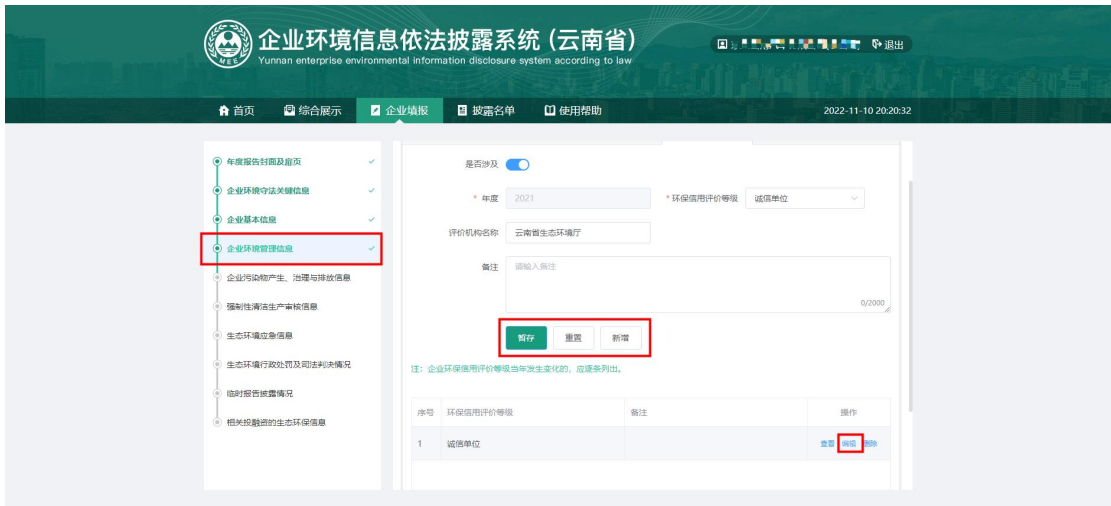 企业环境信息依法披露系统 (云南省)
Yunnan enterprise environmental information disclosure system according to law
MEE
退出
首页 综合展示 企业填报 披露名单 使用帮助 2022-11-10 20:20:32
年度报告封面及扉页
企业环境守法关键信息
企业基本信息
企业环境管理信息
企业污染物产生、治理与排放信息
强制性清洁生产审核信息
生态环境应急信息
生态环境行政处罚及司法判决情况
临时报告披露情况
相关投融资的生态环保信息
是否涉及
* 年度 2021 * 环保信用评价等级 诚信单位
评价机构名称 云南省生态环境厅
备注 请输入备注
0/2000
暂存 重置 新增
注：企业环保信用评价等级当年发生变化的，应逐条列出。
序号 环保信用评价等级 备注 操作
1 诚信单位 查看 编辑 删除